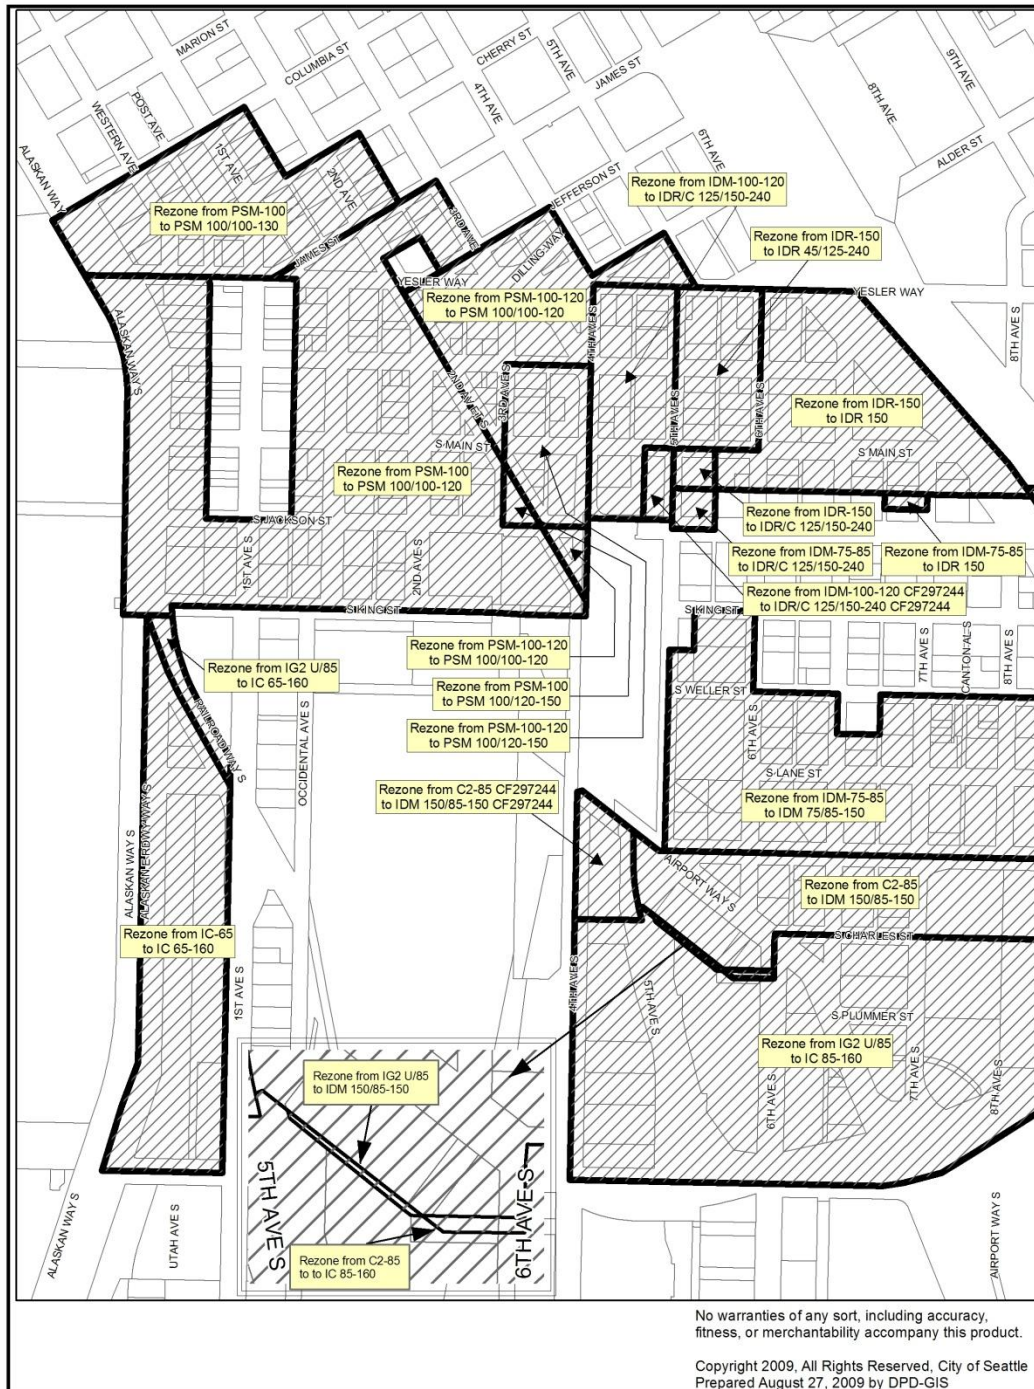 MARION ST
COLUMBIA ST
CHERRY ST
5TH AVE
JAMES ST
POST AVE
WESTERN AVE
4TH AVE
8TH AVE
9TH AVE
ALASKAN WAY
1ST AVE
2ND AVE
3RD AVE
JEFFERSON ST
6TH AVE
ALDER ST
Rezone from IDM-100-120
to IDR/C 125/150-240
Rezone from PSM-100
to PSM 100/100-130
Rezone from IDR-150
to IDR 45/125-240
JAMES ST
DILLING WAY
YESLER WAY
YESLER WAY
Rezone from PSM-100-120
to PSM 100/100-120
ALASKAN WAY S
4TH AVE S
8TH AVE S
2ND AVE ET S
3RD AVE S
5TH AVE S
6TH AVE S
Rezone from IDR-150
to IDR 150
S MAIN ST
S MAIN ST
Rezone from PSM-100
to PSM 100/100-120
S JACKSON ST
Rezone from IDR-150
to IDR/C 125/150-240
1ST AVE S
2ND AVE S
Rezone from IDM-75-85
to IDR/C 125/150-240
Rezone from IDM-75-85
to IDR 150
Rezone from IDM-100-120 CF297244
to IDR/C 125/150-240 CF297244
S KING ST
S KING ST
7TH AVE S
CANTON AL S
8TH AVE S
Rezone from PSM-100-120
to PSM 100/100-120
Rezone from IG2 U/85
to IC 65-160
Rezone from PSM-100
to PSM 100/120-150
S WELLER ST
RAILROAD WAY S
OCCIDENTAL AVE S
6TH AVE S
Rezone from PSM-100-120
to PSM 100/120-150
S LANE ST
Rezone from C2-85 CF297244
to IDM 150/85-150 CF297244
Rezone from IDM-75-85
to IDM 75/85-150
ALASKAN WAY S
ALASKAN E RDWY WAY S
AIRPORT WAY S
Rezone from C2-85
to IDM 150/85-150
Rezone from IC-65
to IC 65-160
S CHARLES ST
1ST AVE S
4TH AVE S
5TH AVE S
S PLUMMER ST
Rezone from IG2 U/85
to IC 85-160
6TH AVE S
7TH AVE S
8TH AVE S
Rezone from IG2 U/85
to IDM 150/85-150
5TH AVE S
6TH AVE S
Rezone from C2-85
to to IC 85-160
ALASKAN WAY S
UTAH AVE S
AIRPORT WAY S
No warranties of any sort, including accuracy,
fitness, or merchantability accompany this product.
Copyright 2009, All Rights Reserved, City of Seattle
Prepared August 27, 2009 by DPD-GIS